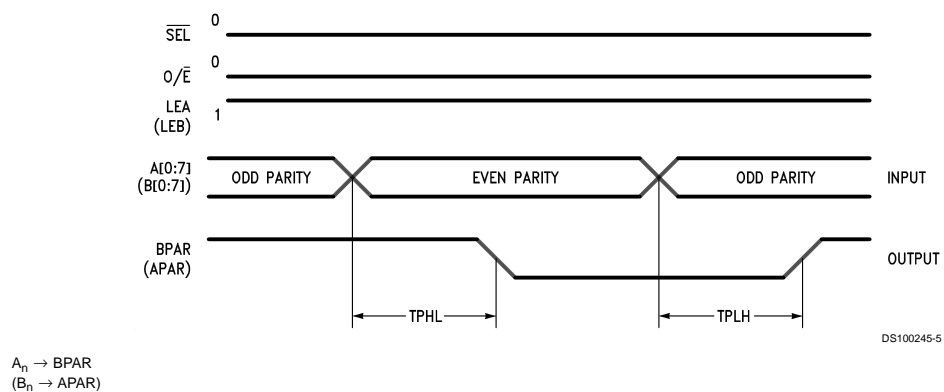 SEL 0
O/E̅ 0
LEA
(LEB) 1
A[0:7]
(B[0:7]) ODD PARITY EVEN PARITY ODD PARITY INPUT
BPAR
(APAR) OUTPUT
TPHL TPLH
DS100245-5
An → BPAR
(Bn → APAR)